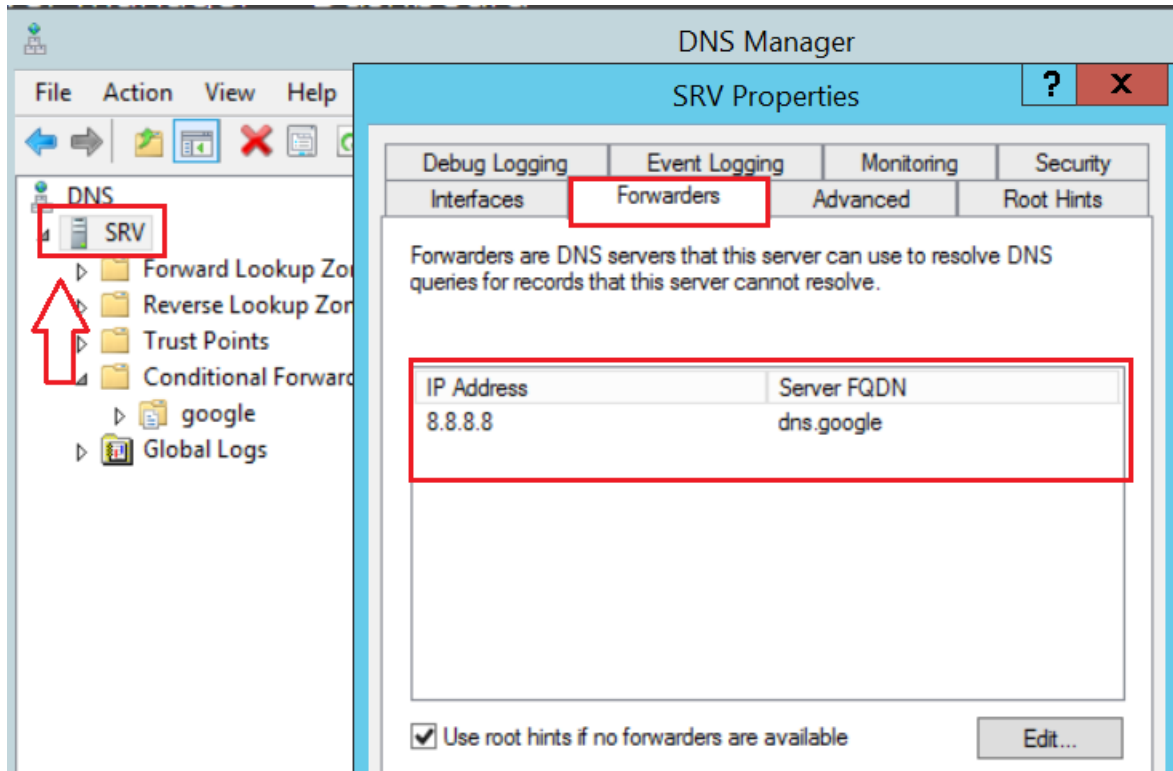 DNS Manager
File Action View Help
SRV Properties
? X
Debug Logging Event Logging Monitoring Security
Interfaces Forwarders Advanced Root Hints
DNS
SRV
Forward Lookup Zo
Reverse Lookup Zor
Trust Points
Conditional Forward
google
Global Logs
Forwarders are DNS servers that this server can use to resolve DNS
queries for records that this server cannot resolve.
IP Address Server FQDN
8.8.8.8 dns.google
Use root hints if no forwarders are available
Edit...